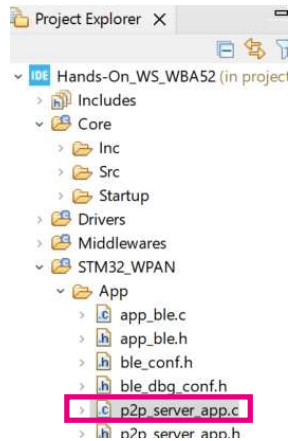 Project Explorer
IDE Hands-On_WS_WBA52 (in project
Includes
Core
Inc
Src
Startup
Drivers
Middlewares
STM32_WPAN
App
app_ble.c
app_ble.h
ble_conf.h
ble_dbg_conf.h
p2p_server_app.c
p2p_server_app.h